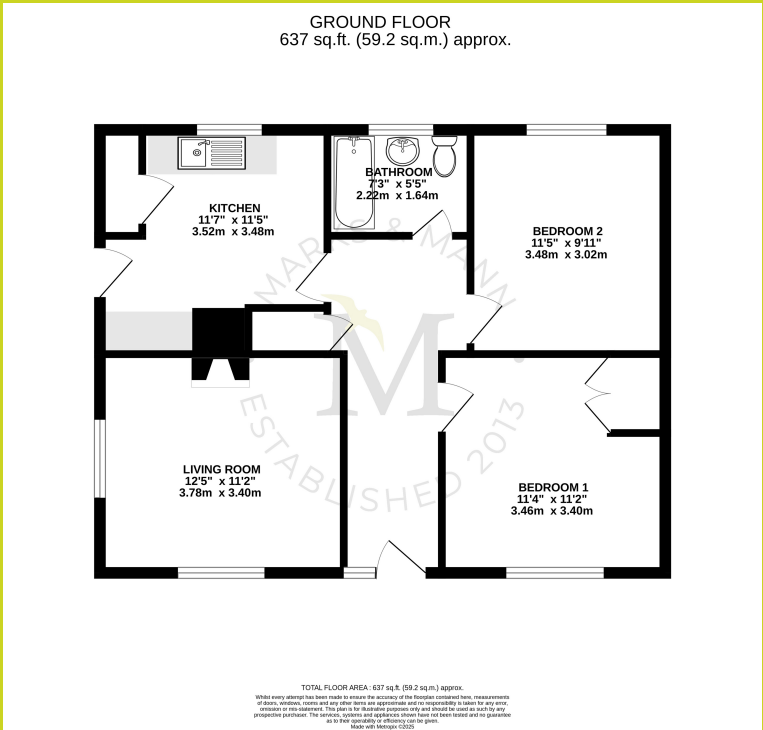 GROUND FLOOR
637 sq.ft. (59.2 sq.m.) approx.
BATHROOM
7'3" x 5'5"
2.22m x 1.64m
KITCHEN
11'7" x 11'5"
3.52m x 3.48m
BEDROOM 2
11'5" x 9'11"
3.48m x 3.02m
MARKS & MANN
M
ESTABLISHED 2013
LIVING ROOM
12'5" x 11'2"
3.78m x 3.40m
BEDROOM 1
11'4" x 11'2"
3.46m x 3.40m
TOTAL FLOOR AREA : 637 sq.ft. (59.2 sq.m.) approx.
Whilst every attempt has been made to ensure the accuracy of the floorplan contained here, measurements
of doors, windows, rooms and any other items are approximate and no responsibility is taken for any error,
omission or mis-statement. This plan is for illustrative purposes only and should be used as such by any
prospective purchaser. The services, systems and appliances shown have not been tested and no guarantee
as to their operability or efficiency can be given.
Made with Metropix ©2025